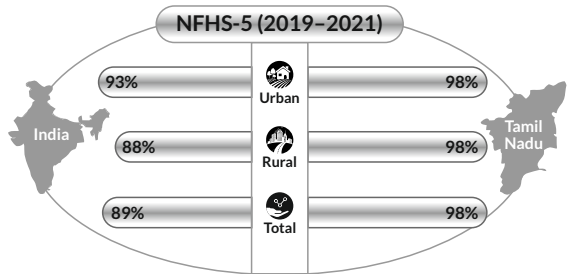 NFHS-5 (2019–2021)
93%
Urban
98%
India
88%
Rural
98%
Tamil
Nadu
89%
Total
98%